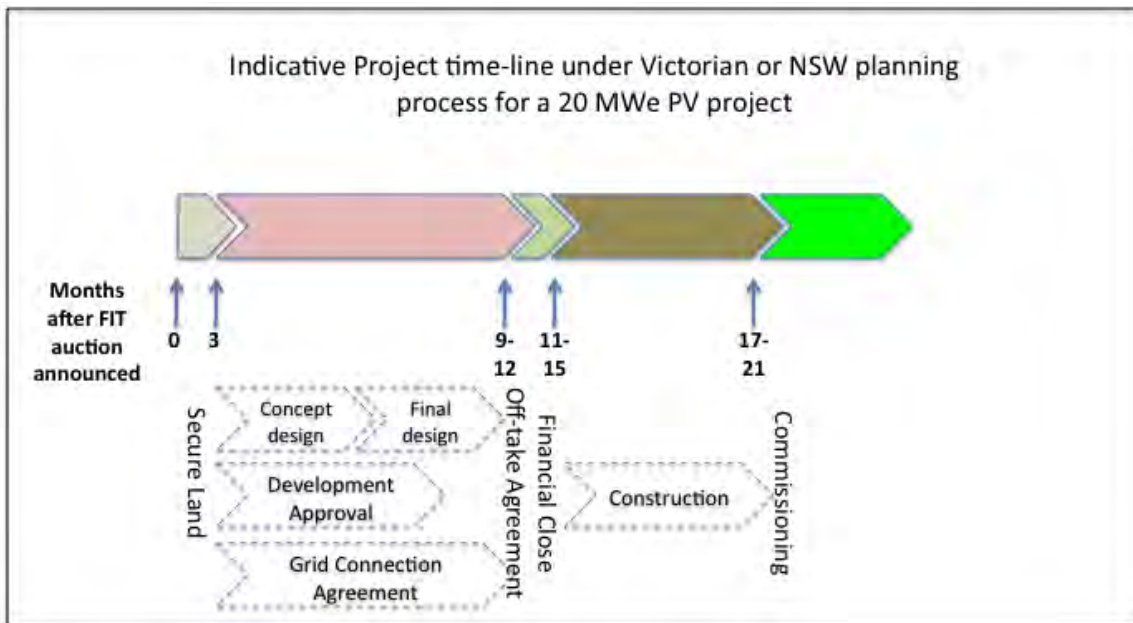 Indicative Project time-line under Victorian or NSW planning
process for a 20 MWe PV project
Months
after FIT
auction
announced
0
3
9-
12
11-
15
17-
21
Secure Land
Concept
design
Final
design
Development
Approval
Grid Connection
Agreement
Off-take Agreement
Financial Close
Construction
Commissioning